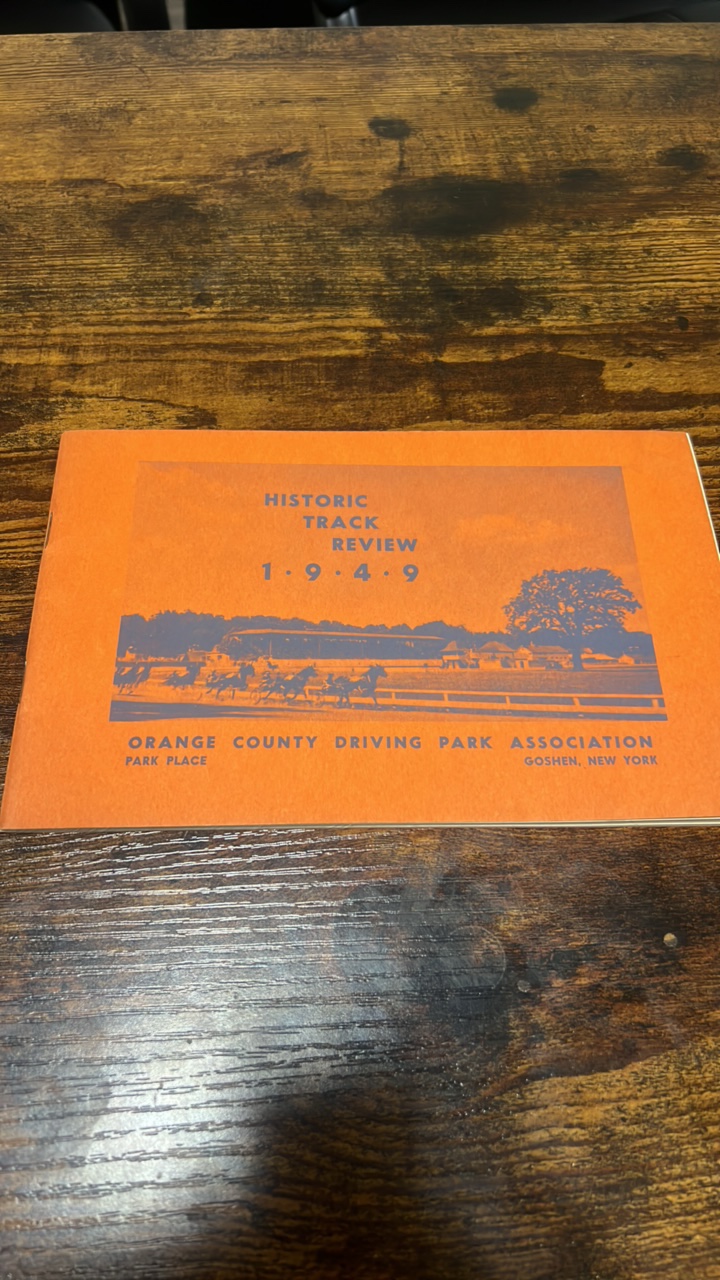 HISTORIC
TRACK
REVIEW
1·9·4·9
ORANGE COUNTY DRIVING PARK ASSOCIATION
PARK PLACE GOSHEN, NEW YORK